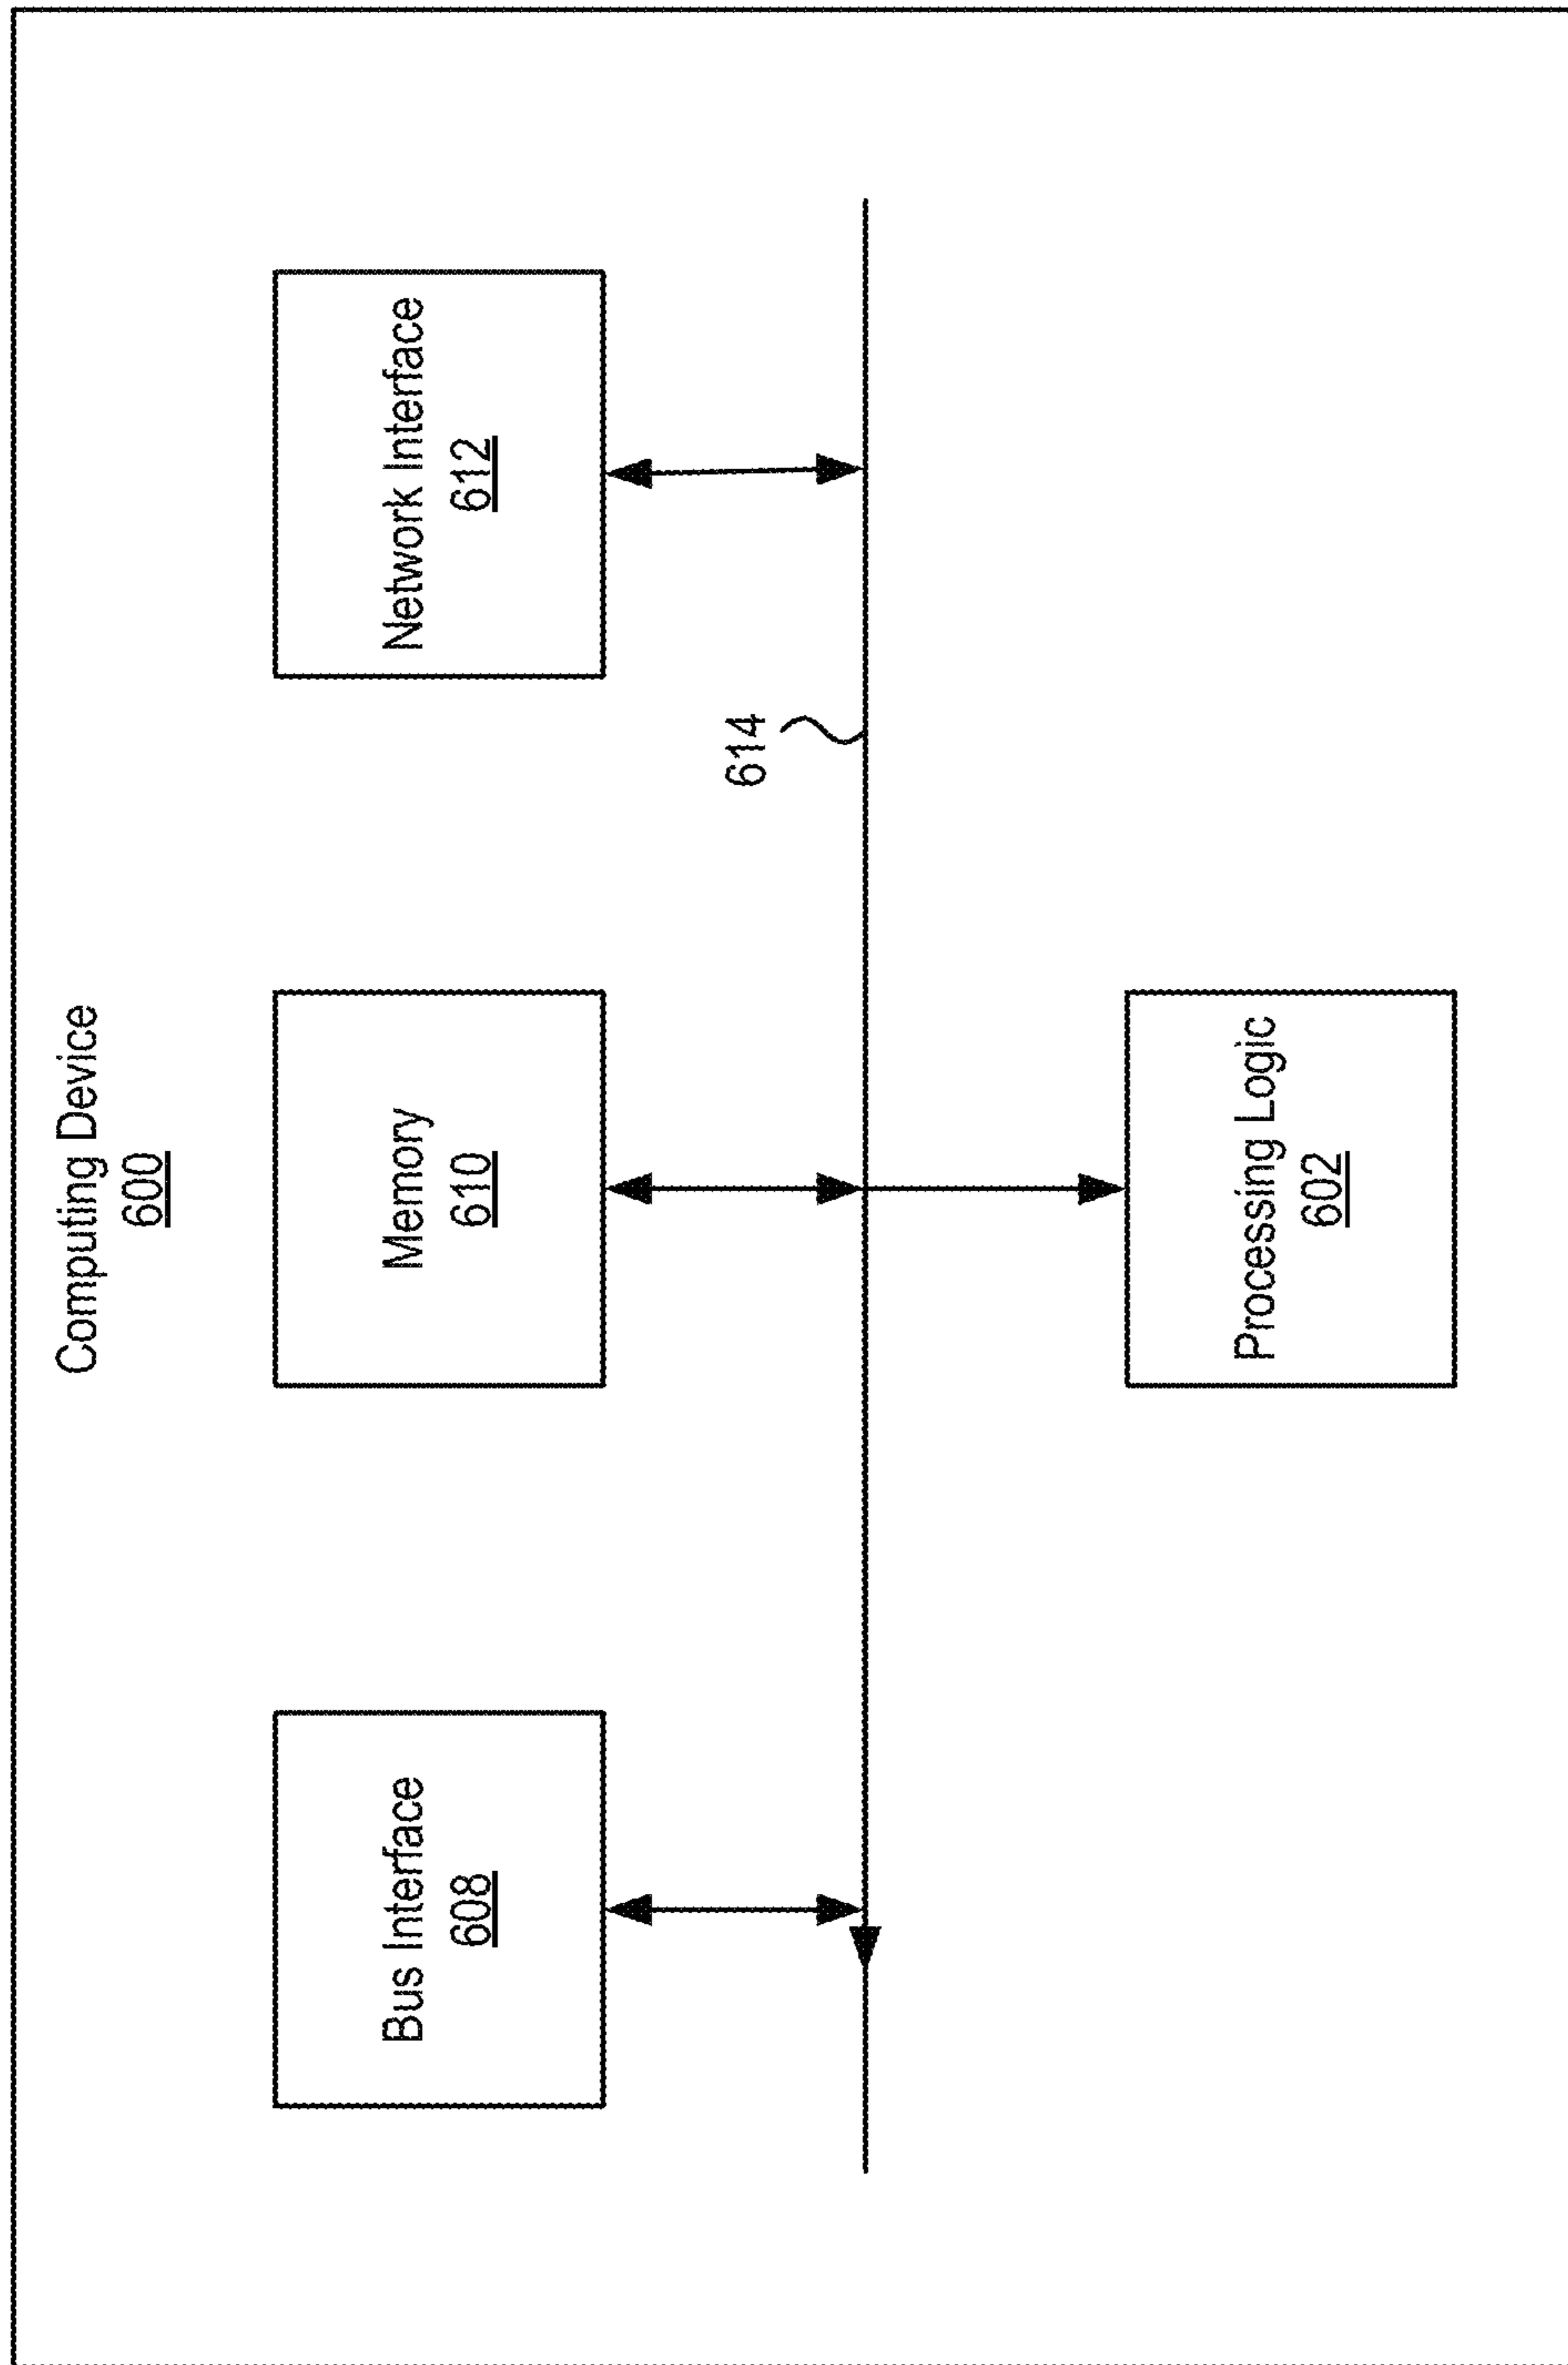 Computing Device
600
Bus Interface
608
Memory
610
Network Interface
612
614
Processing Logic
602